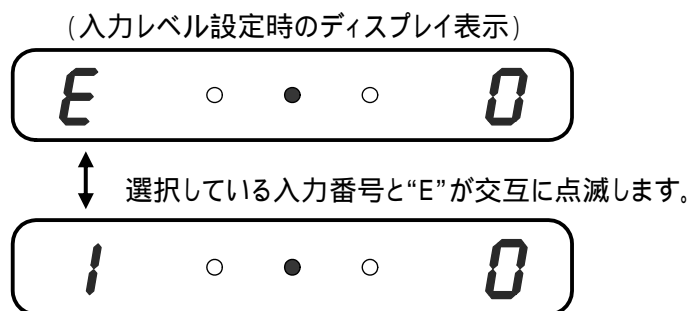 (入力レベル設定時のディスプレイ表示)
E 0
選択している入力番号と“E”が交互に点滅します。
1 0